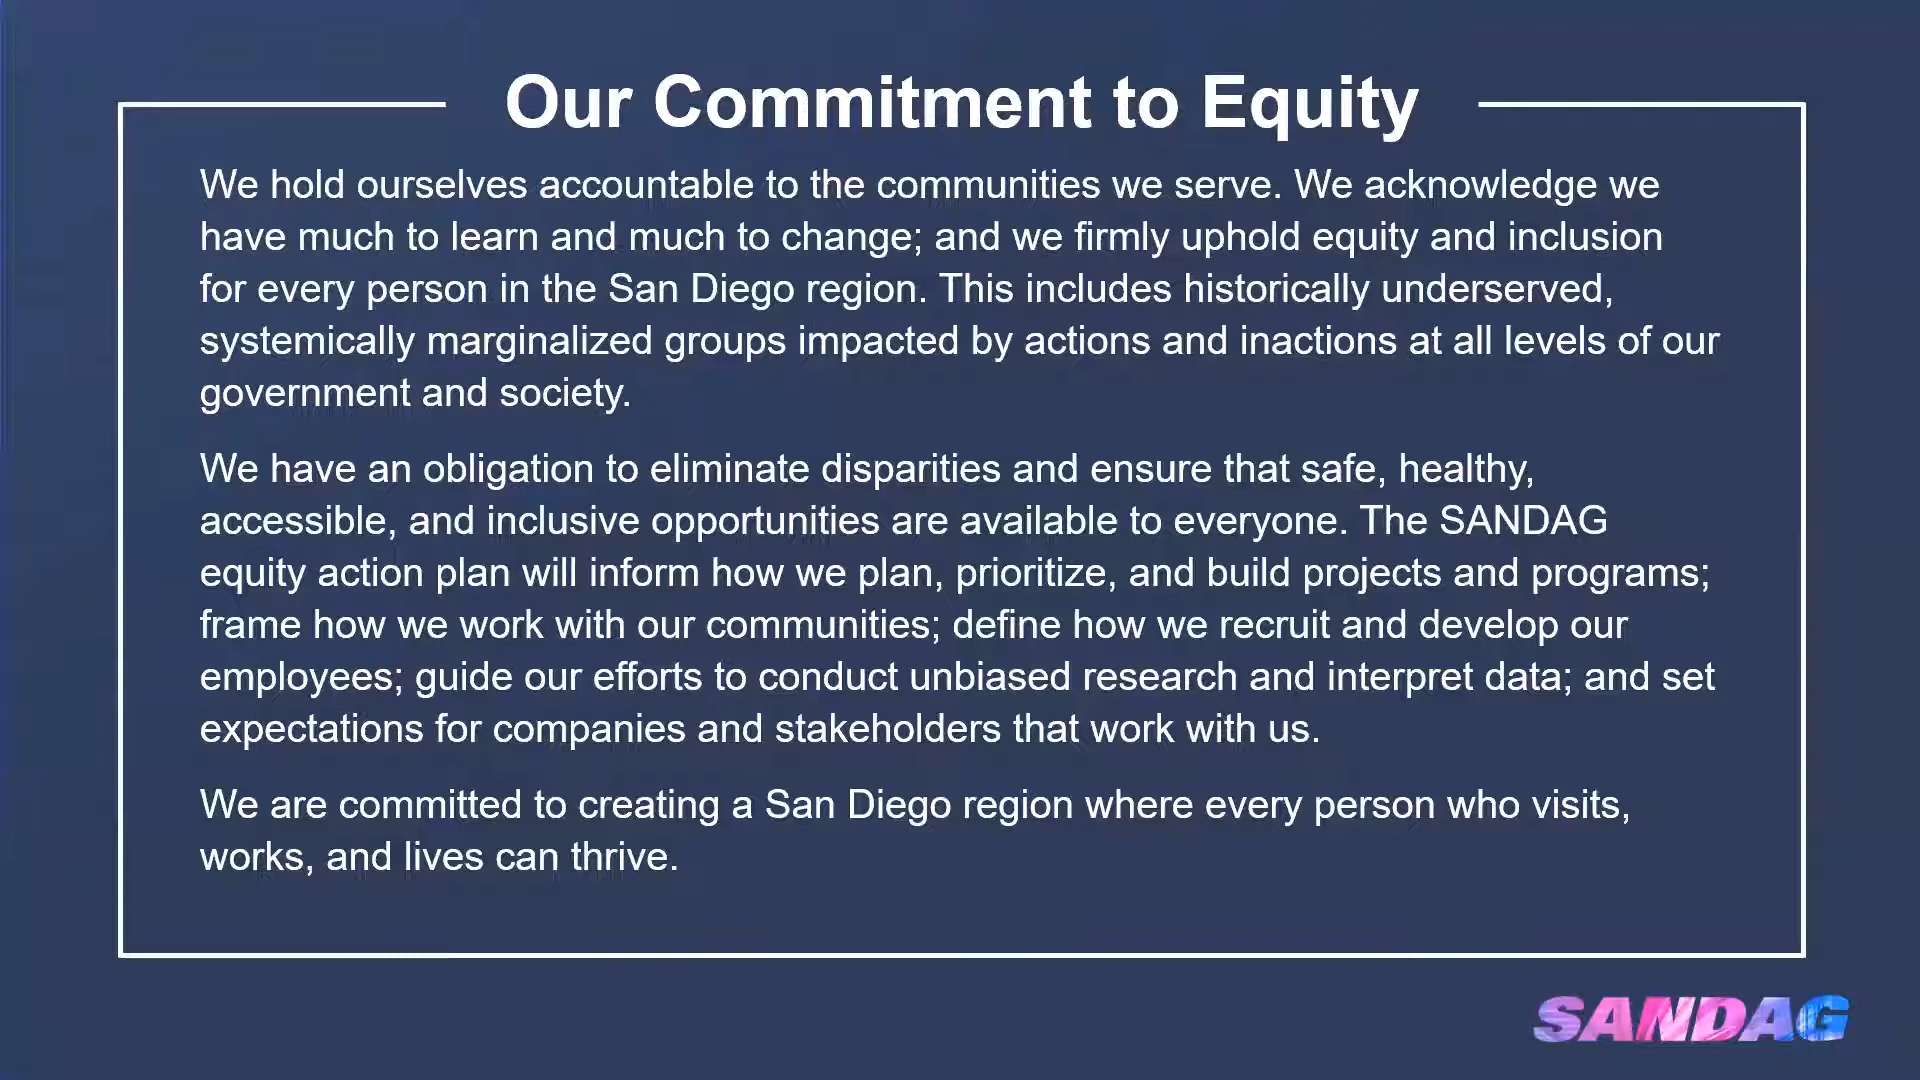 Our Commitment to Equity
We hold ourselves accountable to the communities we serve. We acknowledge we
have much to learn and much to change; and we firmly uphold equity and inclusion
for every person in the San Diego region. This includes historically underserved,
systemically marginalized groups impacted by actions and inactions at all levels of our
government and society.
We have an obligation to eliminate disparities and ensure that safe, healthy,
accessible, and inclusive opportunities are available to everyone. The SANDAG
equity action plan will inform how we plan, prioritize, and build projects and programs;
frame how we work with our communities; define how we recruit and develop our
employees; guide our efforts to conduct unbiased research and interpret data; and set
expectations for companies and stakeholders that work with us.
We are committed to creating a San Diego region where every person who visits,
works, and lives can thrive.
SANDAG